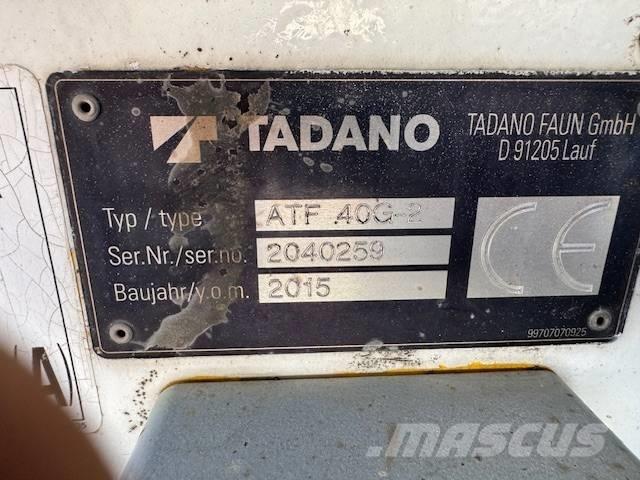 TADANO
TADANO FAUN GmbH
D 91205 Lauf
Typ / type ATF 40G-2
Ser.Nr./ser.no. 2040259
Baujahr/y.o.m. 2015
CE
99707070925
(A)
MASCUS